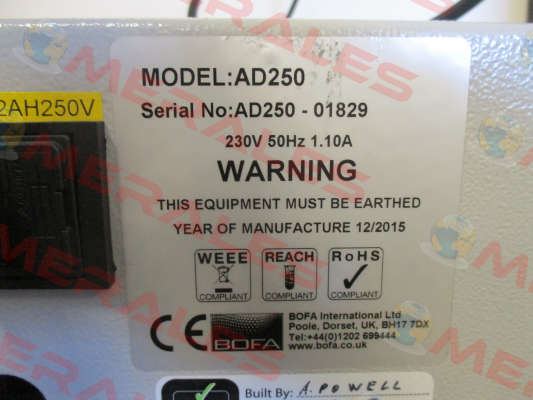 MODEL:AD250
Serial No:AD250 - 01829
2AH250V
230V 50Hz 1.10A
WARNING
THIS EQUIPMENT MUST BE EARTHED
YEAR OF MANUFACTURE 12/2015
WEEE REACH RoHS
COMPLIANT COMPLIANT COMPLIANT
CE
BOFA
BOFA International Ltd
Poole, Dorset, UK, BH17 7DX
Tel:+44(0)1202 699444
www.bofa.co.uk
Built By: A. POWELL
MERALES